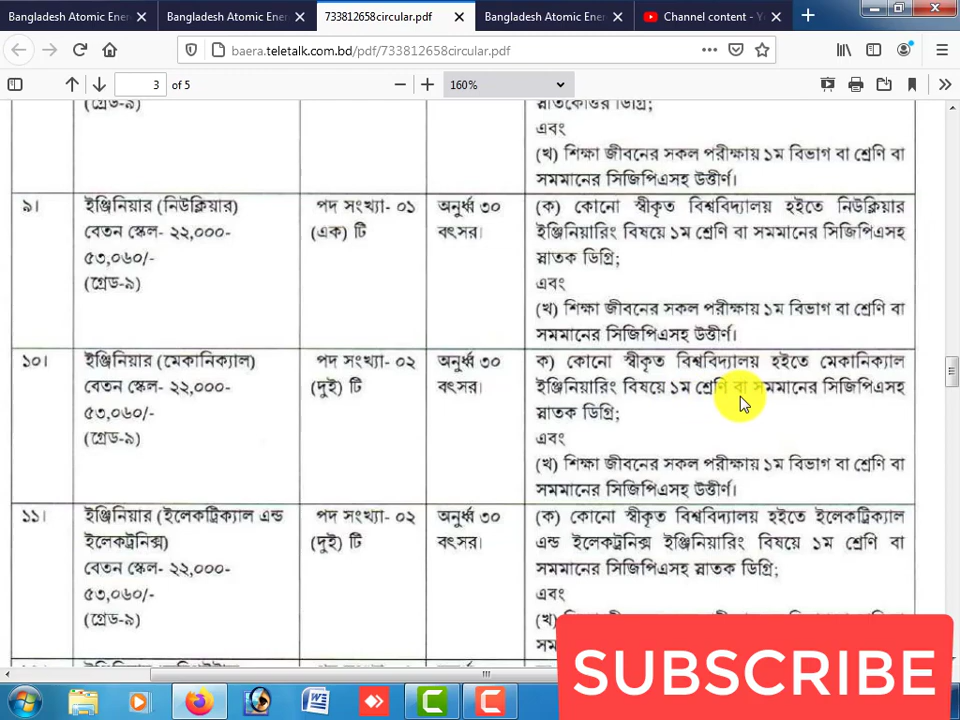 Bangladesh Atomic Ener
Bangladesh Atomic Ener
733812658circular.pdf
Bangladesh Atomic Ener
Channel content - Yo
baera.teletalk.com.bd/pdf/733812658circular.pdf
3 of 5
160%
(গ্রেড-৯)
স্নাতকোত্তর ডিগ্রি;
এবং
(খ) শিক্ষা জীবনের সকল পরীক্ষায় ১ম বিভাগ বা শ্রেণি বা
সমমানের সিজিপিএসহ উত্তীর্ণ।
৯।
ইঞ্জিনিয়ার (নিউক্লিয়ার)
বেতন স্কেল- ২২,০০০-
৫৩,০৬০/-
(গ্রেড-৯)
পদ সংখ্যা- ০১
(এক) টি
অনুর্ধ্ব ৩০
বৎসর।
(ক) কোনো স্বীকৃত বিশ্ববিদ্যালয় হইতে নিউক্লিয়ার
ইঞ্জিনিয়ারিং বিষয়ে ১ম শ্রেণি বা সমমানের সিজিপিএসহ
স্নাতক ডিগ্রি;
এবং
(খ) শিক্ষা জীবনের সকল পরীক্ষায় ১ম বিভাগ বা শ্রেণি বা
সমমানের সিজিপিএসহ উত্তীর্ণ।
১০।
ইঞ্জিনিয়ার (মেকানিক্যাল)
বেতন স্কেল- ২২,০০০-
৫৩,০৬০/-
(গ্রেড-৯)
পদ সংখ্যা- ০২
(দুই) টি
অনুর্ধ্ব ৩০
বৎসর।
ক) কোনো স্বীকৃত বিশ্ববিদ্যালয় হইতে মেকানিক্যাল
ইঞ্জিনিয়ারিং বিষয়ে ১ম শ্রেণি বা সমমানের সিজিপিএসহ
স্নাতক ডিগ্রি;
এবং
(খ) শিক্ষা জীবনের সকল পরীক্ষায় ১ম বিভাগ বা শ্রেণি বা
সমমানের সিজিপিএসহ উত্তীর্ণ।
১১।
ইঞ্জিনিয়ার (ইলেকট্রিক্যাল এন্ড
ইলেকট্রনিক্স)
বেতন স্কেল- ২২,০০০-
৫৩,০৬০/-
(গ্রেড-৯)
পদ সংখ্যা- ০২
(দুই) টি
অনুর্ধ্ব ৩০
বৎসর।
(ক) কোনো স্বীকৃত বিশ্ববিদ্যালয় হইতে ইলেকট্রিক্যাল
এন্ড ইলেকট্রনিক্স ইঞ্জিনিয়ারিং বিষয়ে ১ম শ্রেণি বা
সমমানের সিজিপিএসহ স্নাতক ডিগ্রি;
এবং
(খ)
SUBSCRIBE